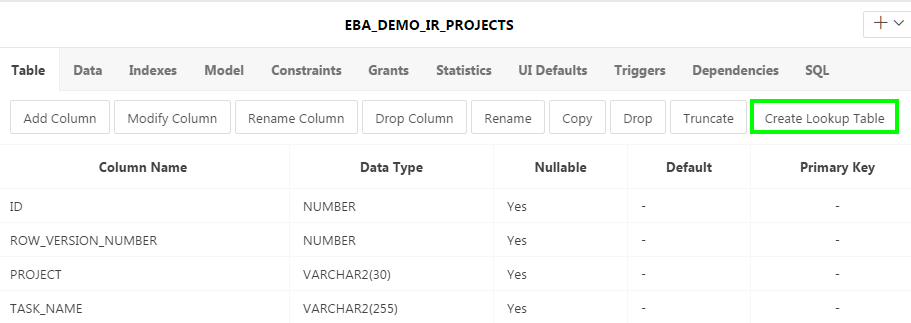 EBA_DEMO_IR_PROJECTS
Table Data Indexes Model Constraints Grants Statistics UI Defaults Triggers Dependencies SQL
Add Column Modify Column Rename Column Drop Column Rename Copy Drop Truncate Create Lookup Table
Column Name Data Type Nullable Default Primary Key
ID NUMBER Yes - -
ROW_VERSION_NUMBER NUMBER Yes - -
PROJECT VARCHAR2(30) Yes - -
TASK_NAME VARCHAR2(255) Yes - -